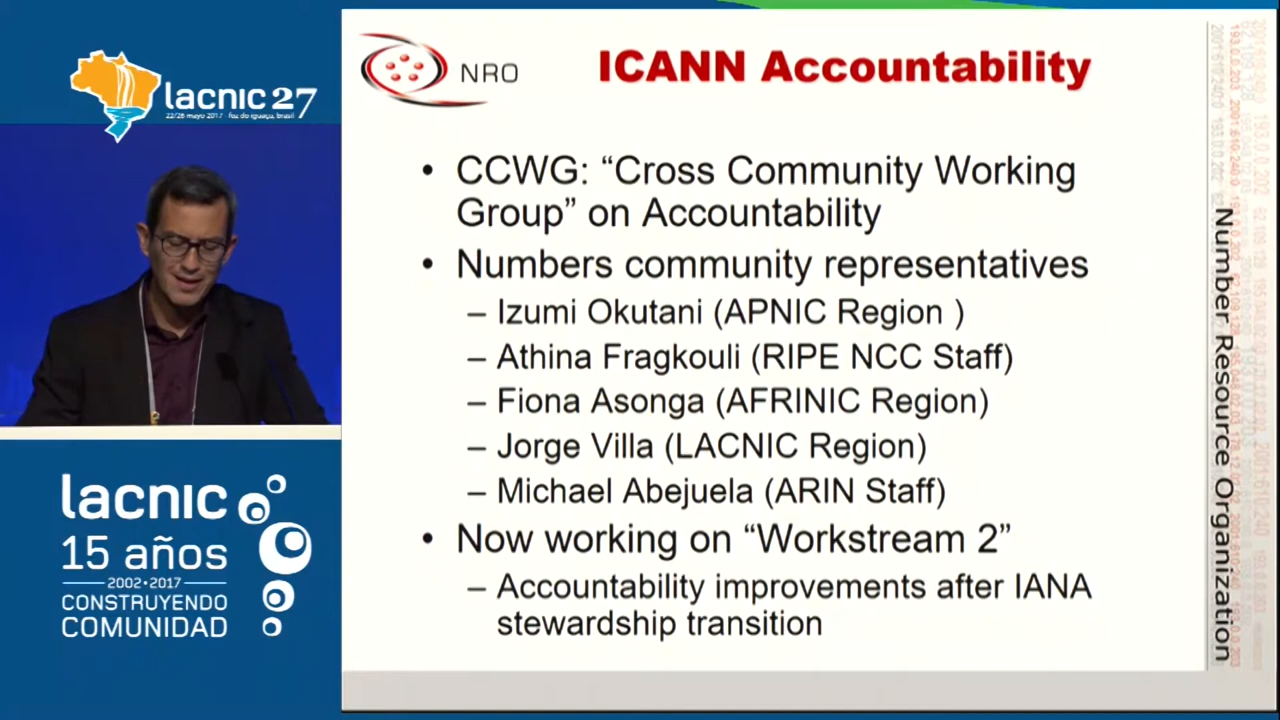 lacnic 27
22/26 mayo 2017 - foz do iguaçu, brasil
lacnic
15 años
2002•2017
CONSTRUYENDO
COMUNIDAD
NRO
ICANN Accountability
• CCWG: “Cross Community Working
Group” on Accountability
• Numbers community representatives
– Izumi Okutani (APNIC Region )
– Athina Fragkouli (RIPE NCC Staff)
– Fiona Asonga (AFRINIC Region)
– Jorge Villa (LACNIC Region)
– Michael Abejuela (ARIN Staff)
• Now working on “Workstream 2”
– Accountability improvements after IANA
stewardship transition
Number Resource Organization